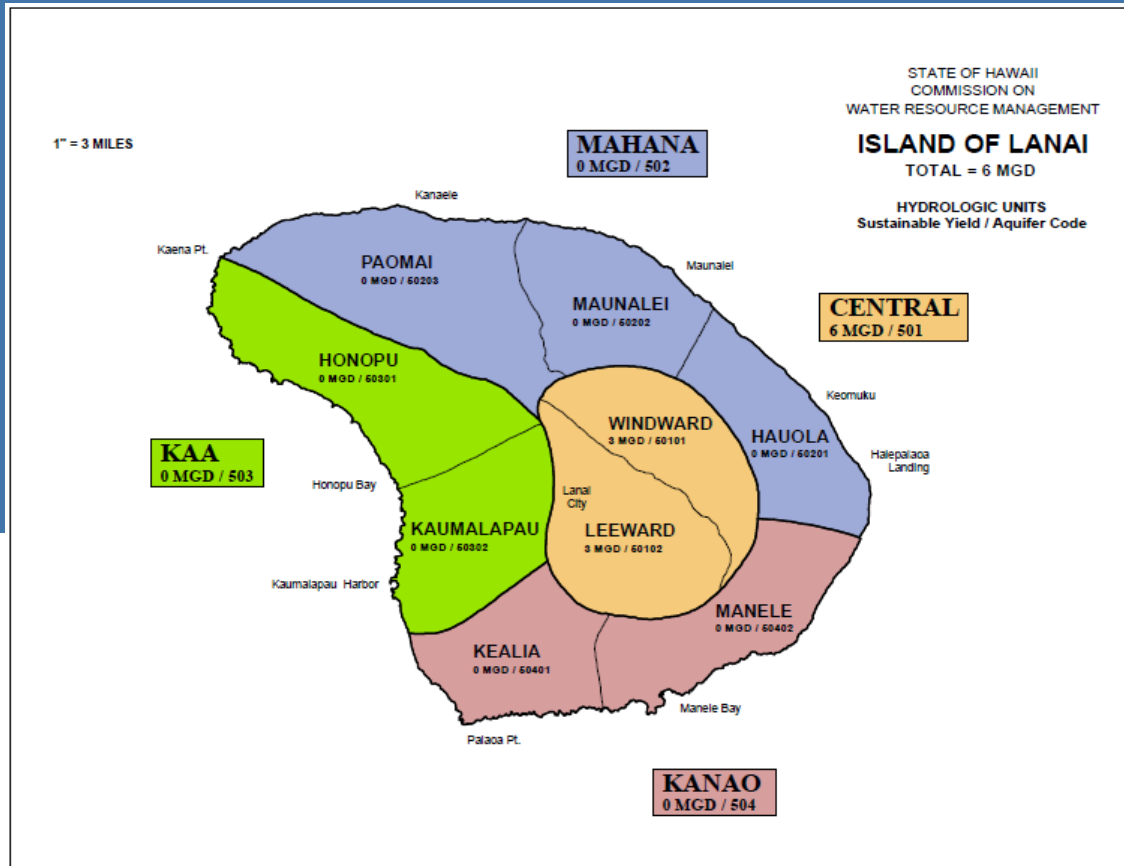 STATE OF HAWAII
COMMISSION ON
WATER RESOURCE MANAGEMENT
ISLAND OF LANAI
TOTAL = 6 MGD
HYDROLOGIC UNITS
Sustainable Yield / Aquifer Code
1" = 3 MILES
MAHANA
0 MGD / 502
Kanaele
Kaena Pt.
PAOMAI
0 MGD / 50203
Maunalei
MAUNALEI
0 MGD / 50202
CENTRAL
6 MGD / 501
HONOPU
0 MGD / 50301
Keomuku
WINDWARD
3 MGD / 50101
HAUOLA
0 MGD / 50201
KAA
0 MGD / 503
Halepalaoa
Landing
Honopu Bay
Lanai
City
KAUMALAPAU
0 MGD / 50302
LEEWARD
3 MGD / 50102
Kaumalapau Harbor
MANELE
0 MGD / 50402
KEALIA
0 MGD / 50401
Manele Bay
Palaoa Pt.
KANAO
0 MGD / 504